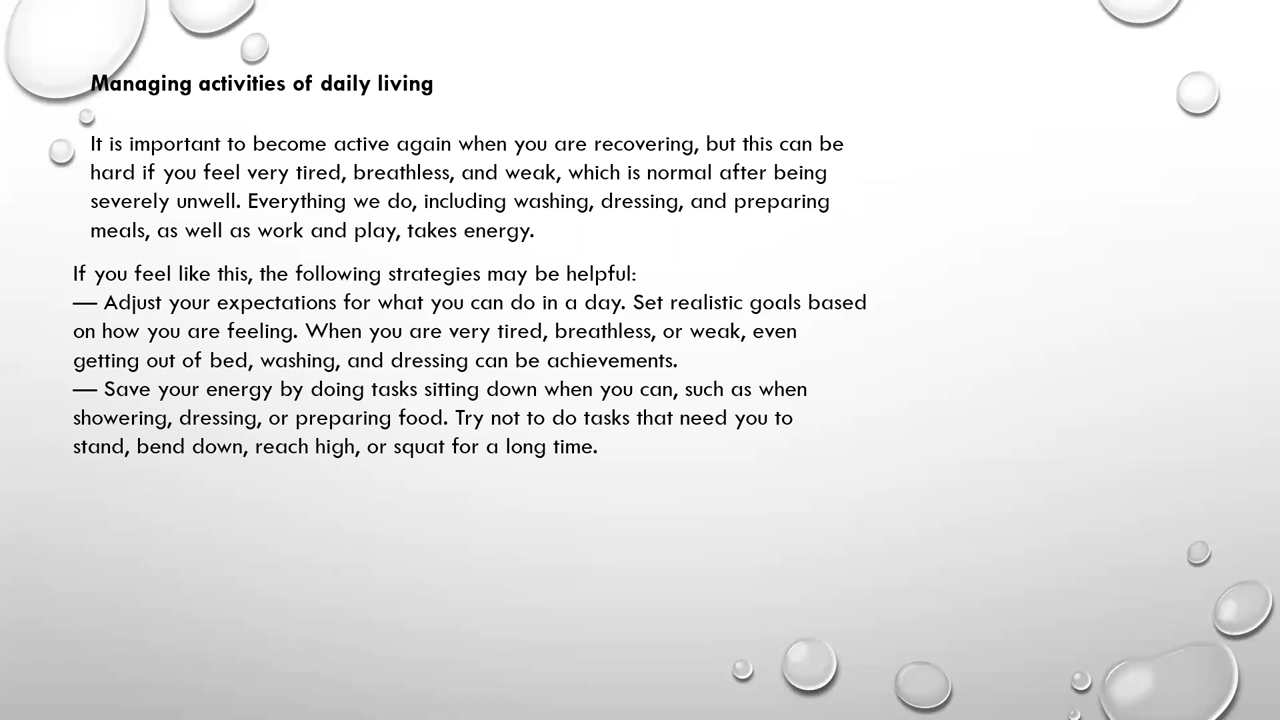 Managing activities of daily living
It is important to become active again when you are recovering, but this can be
hard if you feel very tired, breathless, and weak, which is normal after being
severely unwell. Everything we do, including washing, dressing, and preparing
meals, as well as work and play, takes energy.
If you feel like this, the following strategies may be helpful:
— Adjust your expectations for what you can do in a day. Set realistic goals based
on how you are feeling. When you are very tired, breathless, or weak, even
getting out of bed, washing, and dressing can be achievements.
— Save your energy by doing tasks sitting down when you can, such as when
showering, dressing, or preparing food. Try not to do tasks that need you to
stand, bend down, reach high, or squat for a long time.